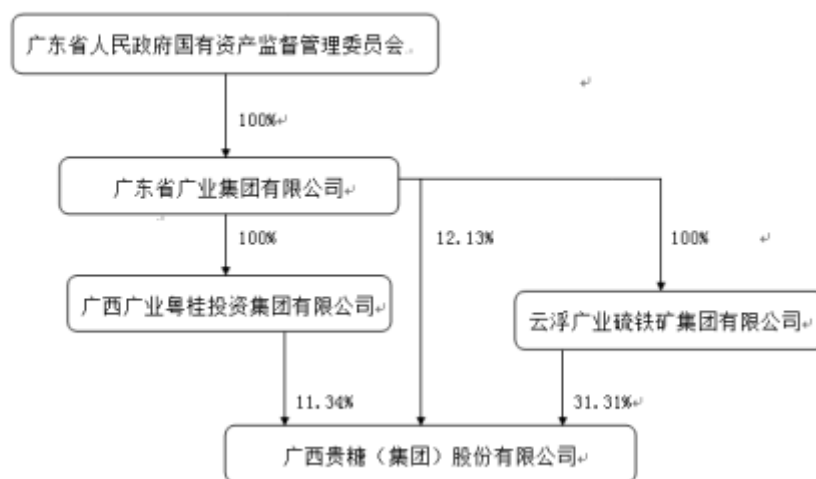 广东省人民政府国有资产监督管理委员会
100%
广东省广业集团有限公司
100%
12.13%
100%
广西广业粤桂投资集团有限公司
云浮广业硫铁矿集团有限公司
11.34%
31.31%
广西贵糖（集团）股份有限公司